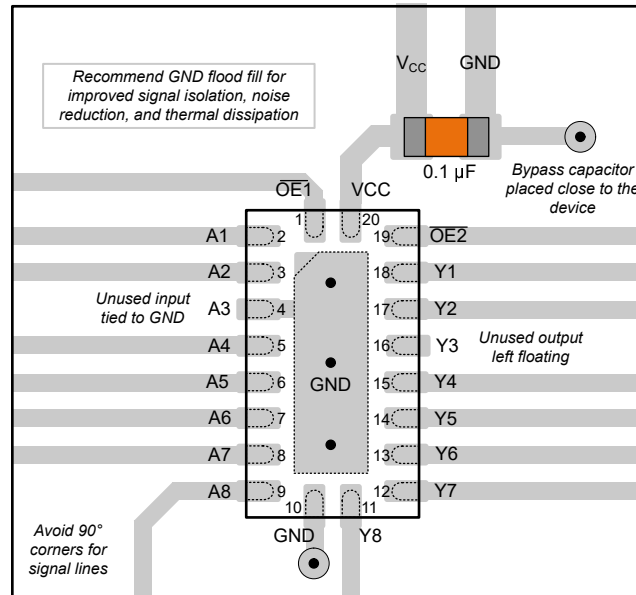 V_CC GND
Recommend GND flood fill for
improved signal isolation, noise
reduction, and thermal dissipation
0.1 µF
Bypass capacitor
placed close to the
device
O̅E̅1̅ VCC
1 20
A1 2 19 O̅E̅2̅
A2 3 18 Y1
Unused input
tied to GND
A3 4 17 Y2
A4 5 16 Y3
Unused output
left floating
A5 6 15 Y4
GND
A6 7 14 Y5
A7 8 13 Y6
A8 9 12 Y7
10 11
GND Y8
Avoid 90°
corners for
signal lines